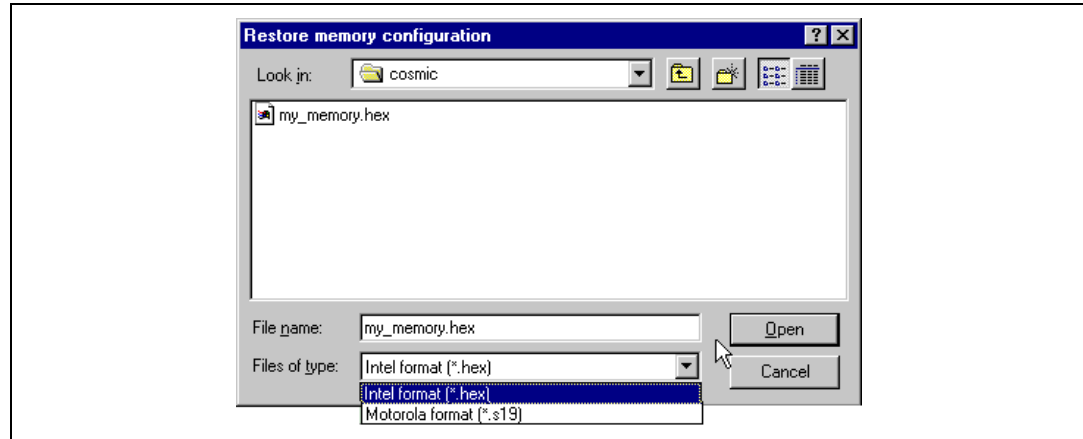 Restore memory configuration
Look in: cosmic
my_memory.hex
File name: my_memory.hex
Open
Files of type: Intel format (*.hex)
Cancel
Intel format (*.hex)
Motorola format (*.s19)